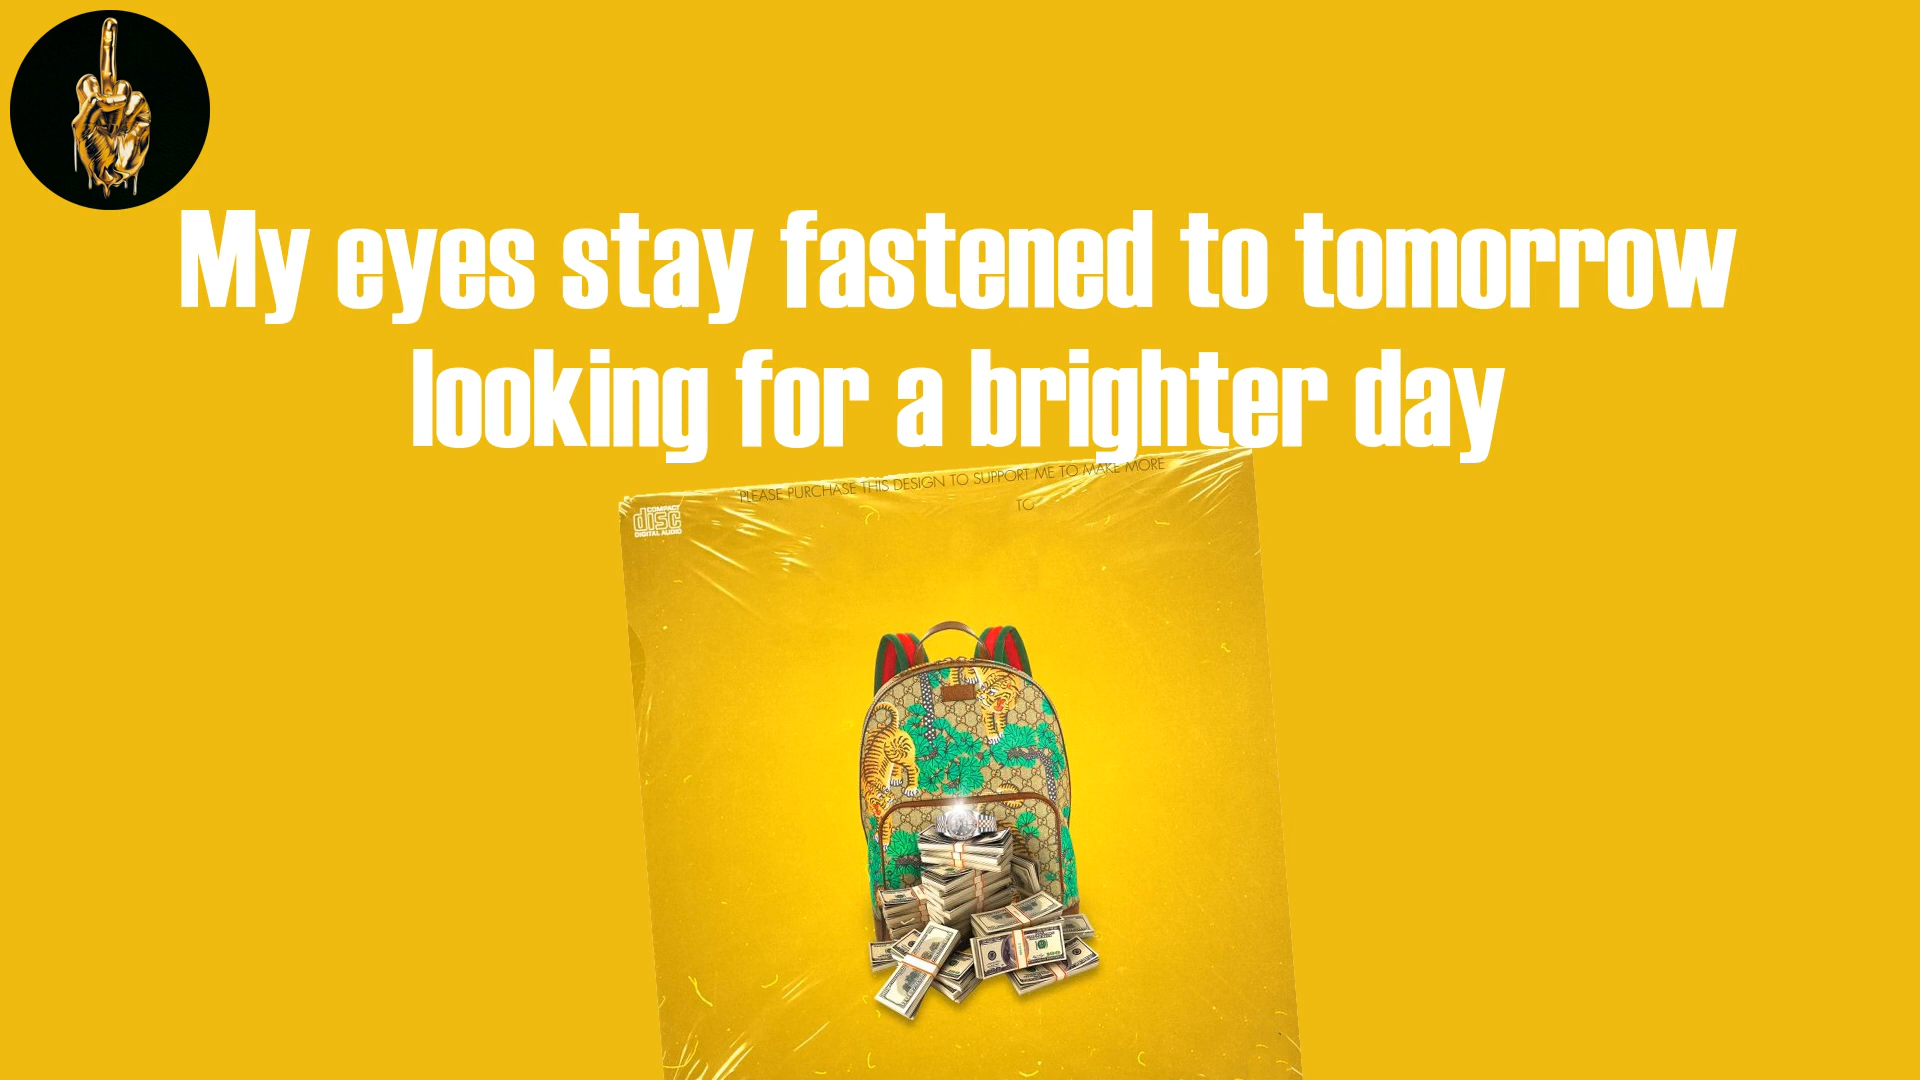 My eyes stay fastened to tomorrow
looking for a brighter day
PLEASE PURCHASE THIS DESIGN TO SUPPORT ME TO MAKE MORE
TO
COMPACT
disc
DIGITAL AUDIO